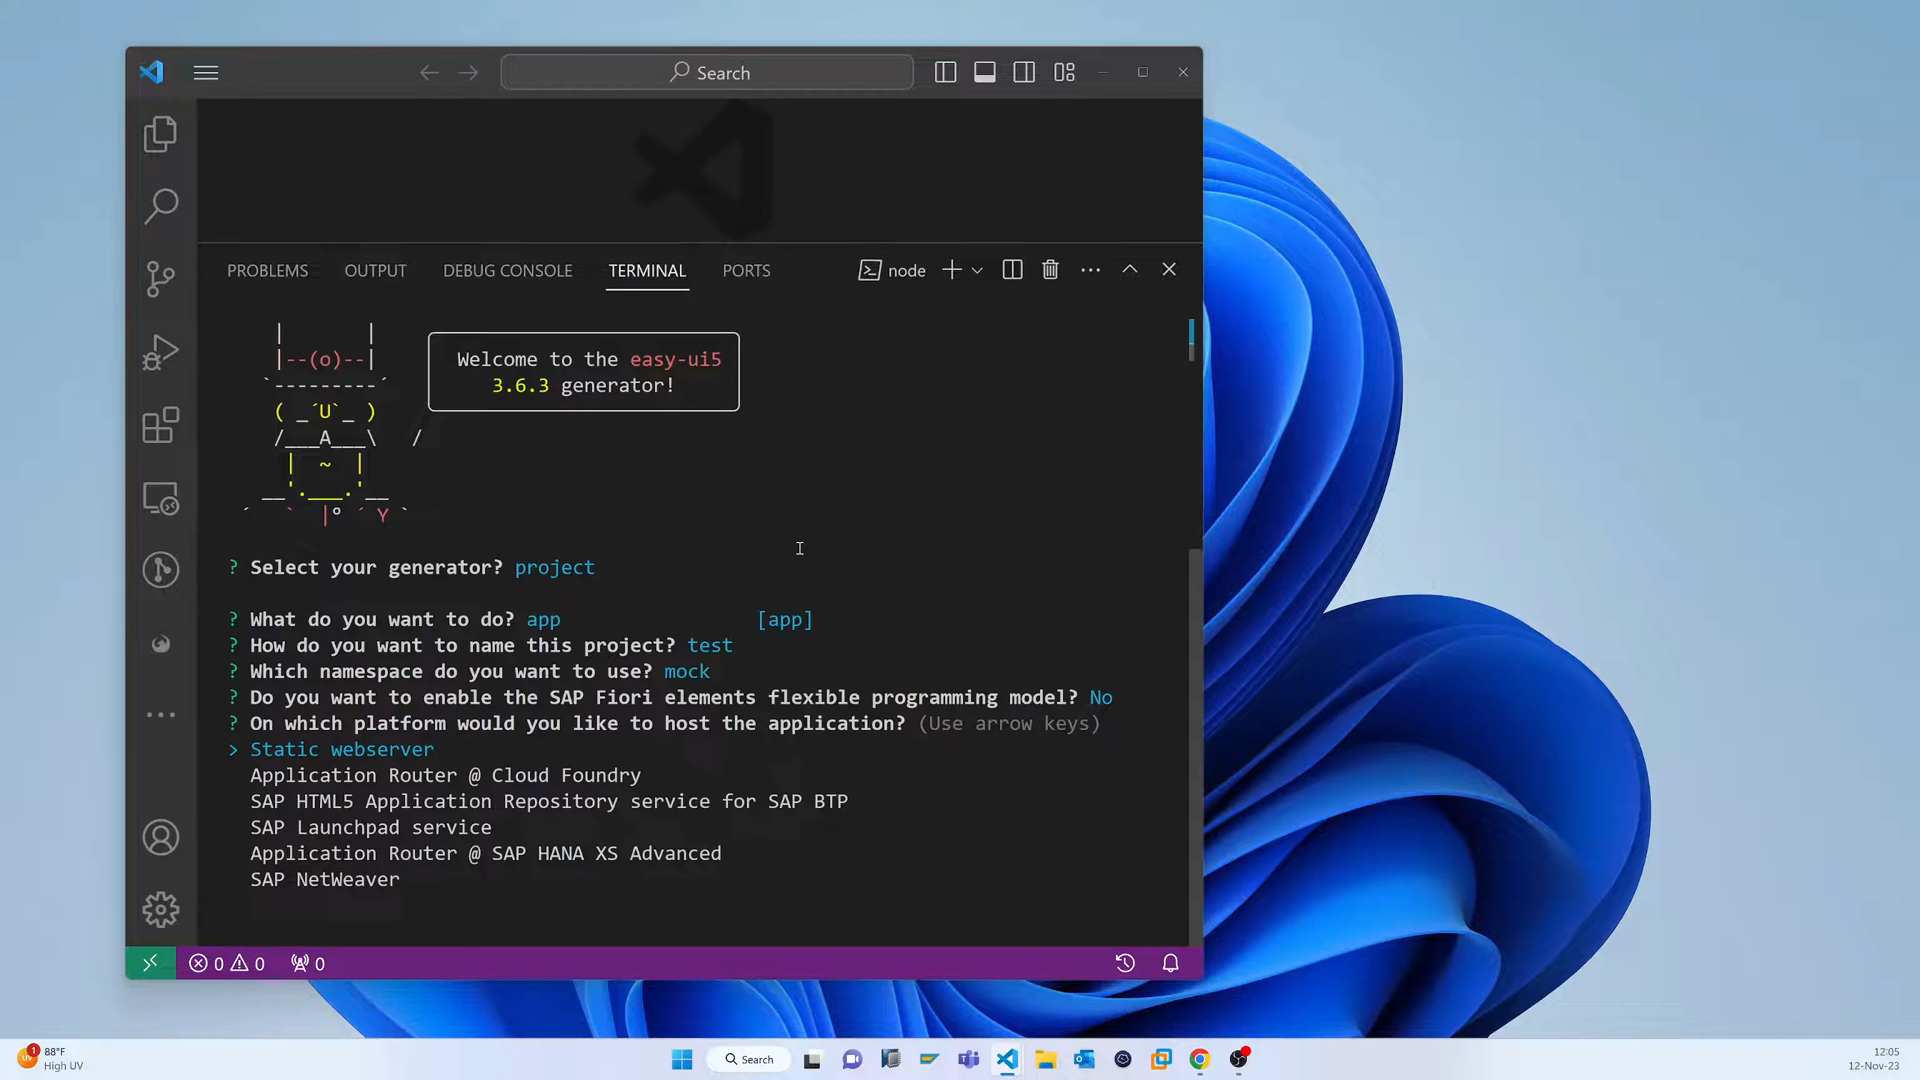 Search
PROBLEMS OUTPUT DEBUG CONSOLE TERMINAL PORTS node
Welcome to the easy-ui5
3.6.3 generator!
? Select your generator? project
? What do you want to do? app [app]
? How do you want to name this project? test
? Which namespace do you want to use? mock
? Do you want to enable the SAP Fiori elements flexible programming model? No
? On which platform would you like to host the application? (Use arrow keys)
> Static webserver
Application Router @ Cloud Foundry
SAP HTML5 Application Repository service for SAP BTP
SAP Launchpad service
Application Router @ SAP HANA XS Advanced
SAP NetWeaver
0 0 0
1
88°F
High UV
Search
12:05
12-Nov-23